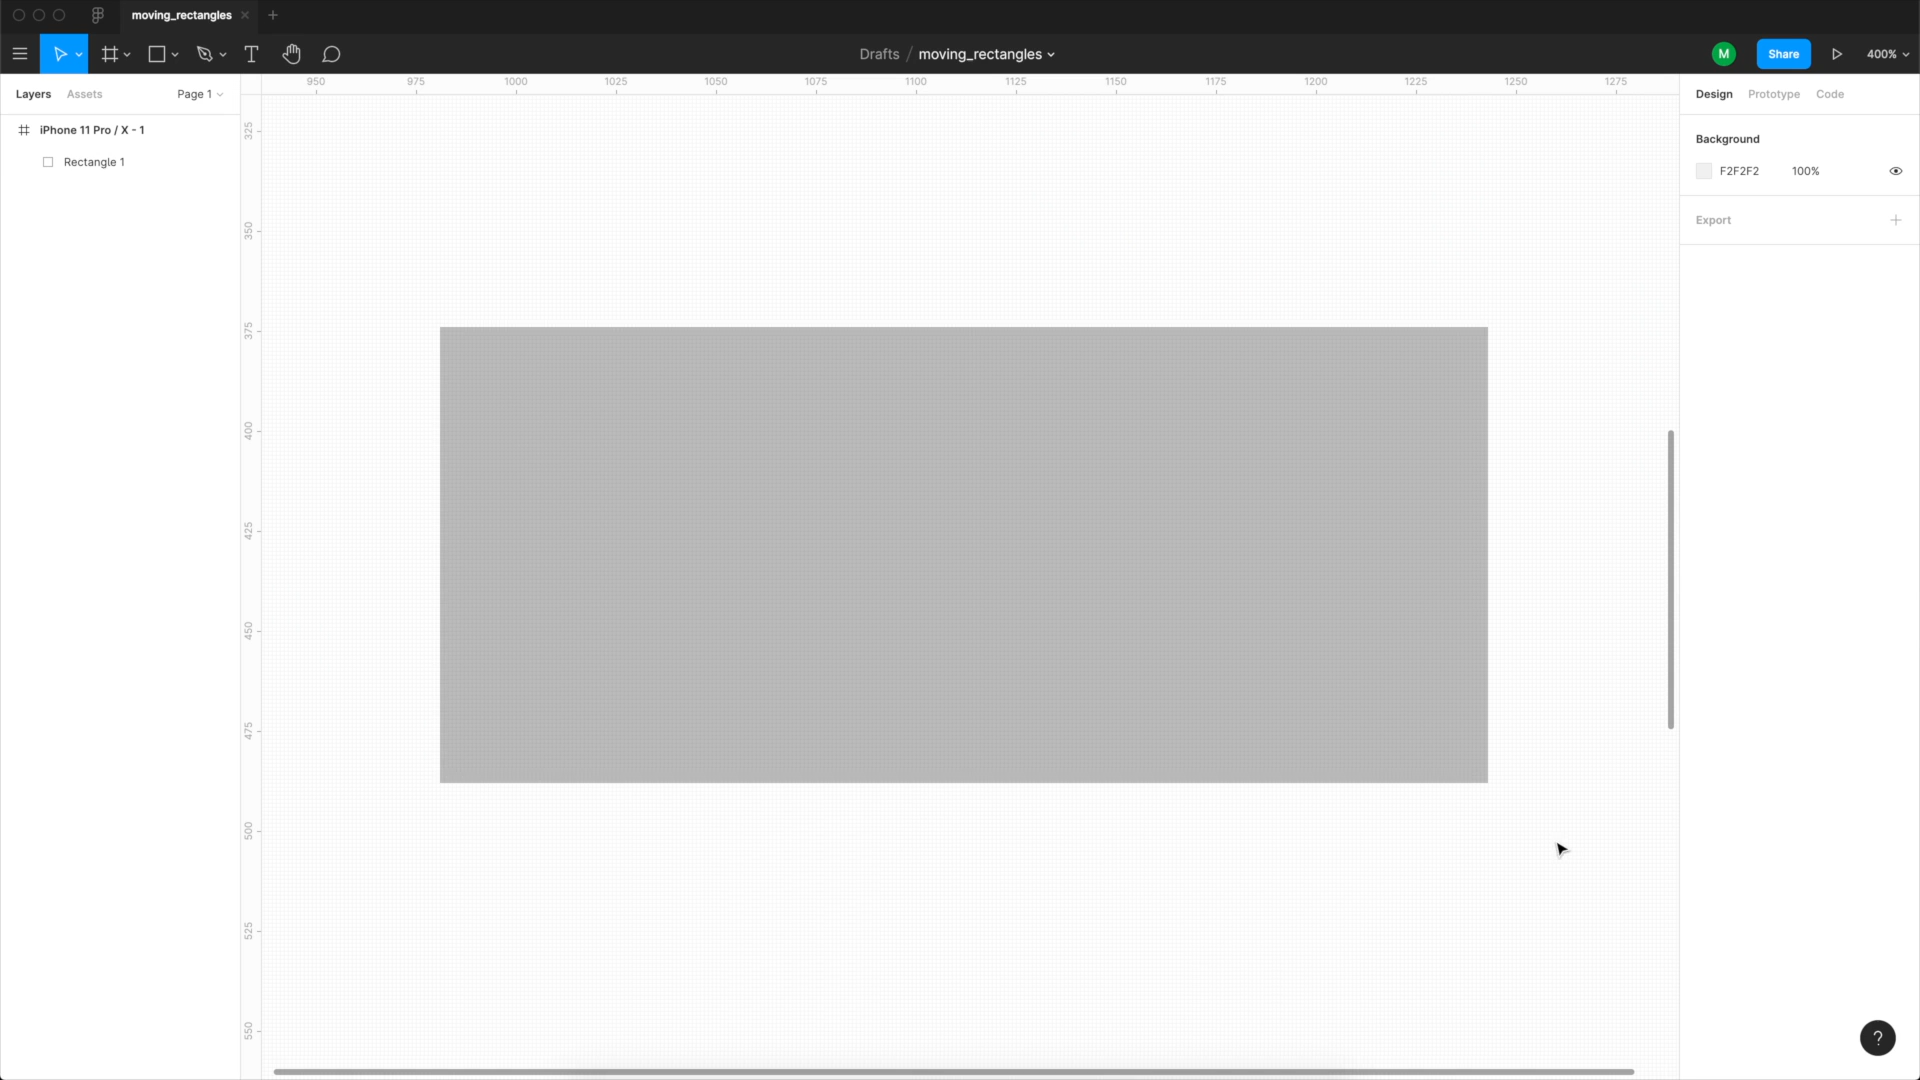 moving_rectangles
Drafts / moving_rectangles
M
Share
400%
Layers Assets Page 1
950 975 1000 1025 1050 1075 1100 1125 1150 1175 1200 1225 1250 1275
Design Prototype Code
iPhone 11 Pro / X - 1
Rectangle 1
325
350
375
400
425
450
475
500
525
550
Background
F2F2F2 100%
Export
?